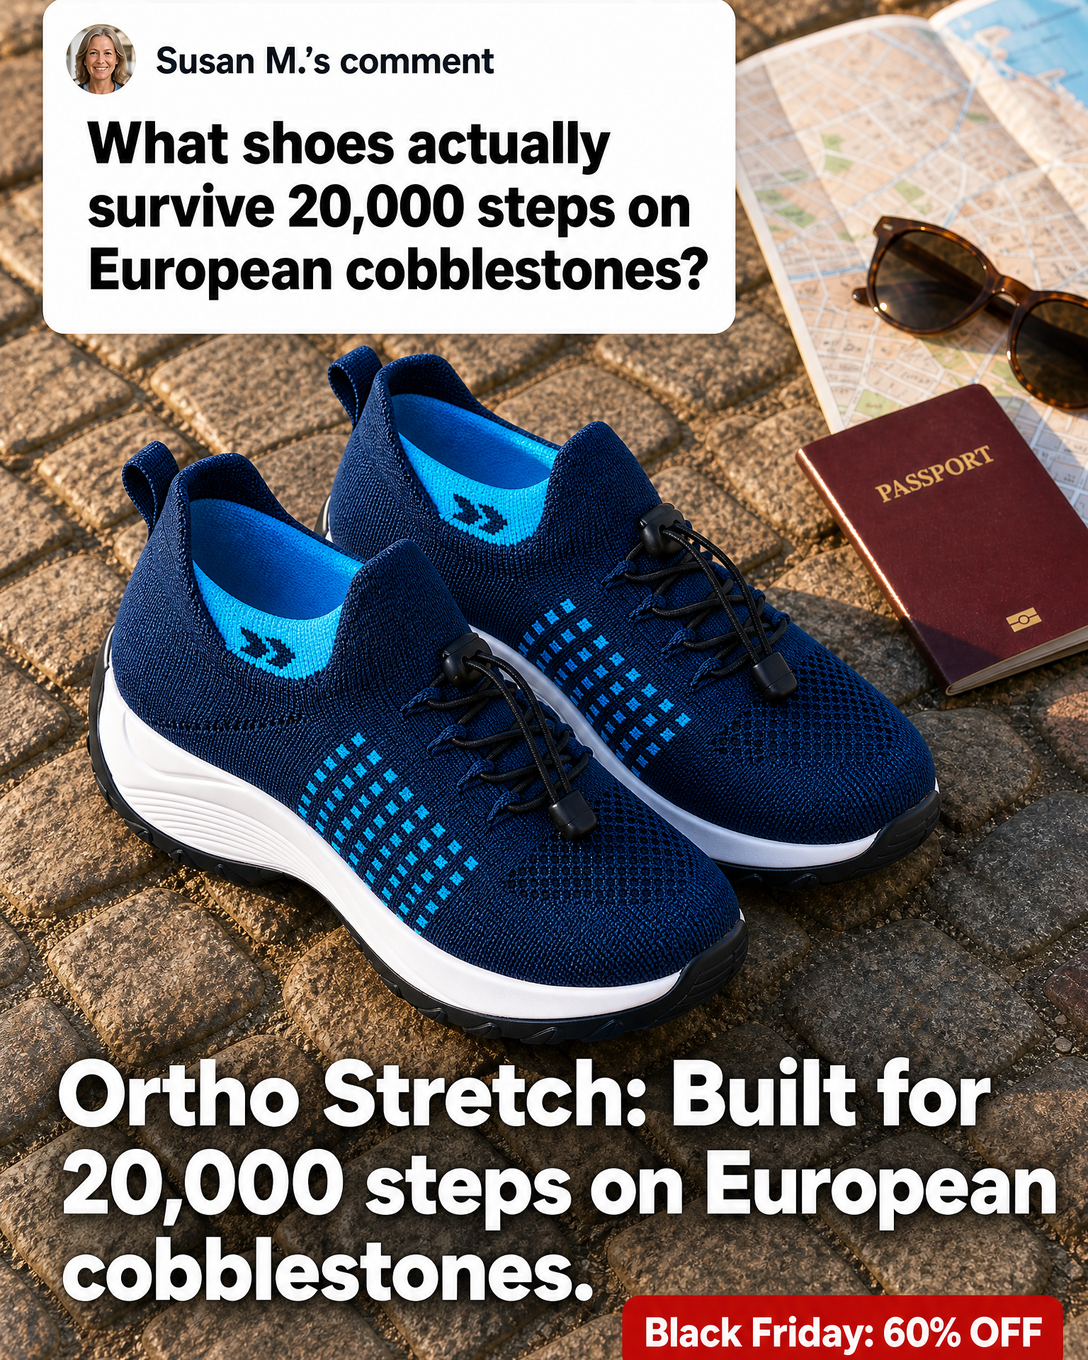 Susan M.’s comment
What shoes actually
survive 20,000 steps on
European cobblestones?
PASSPORT
Ortho Stretch: Built for
20,000 steps on European
cobblestones.
Black Friday: 60% OFF